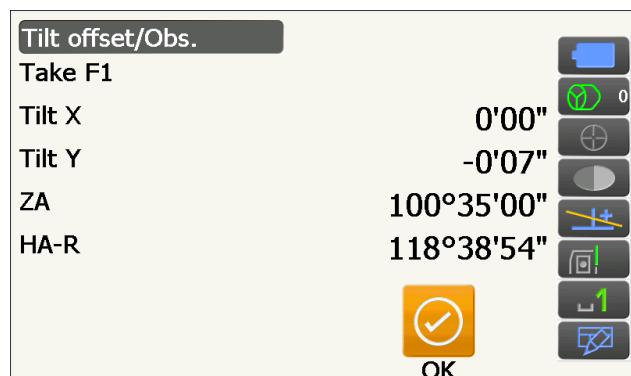 Tilt offset/Obs.
Take F1
Tilt X 0'00"
Tilt Y -0'07"
ZA 100°35'00"
HA-R 118°38'54"
0
1
OK